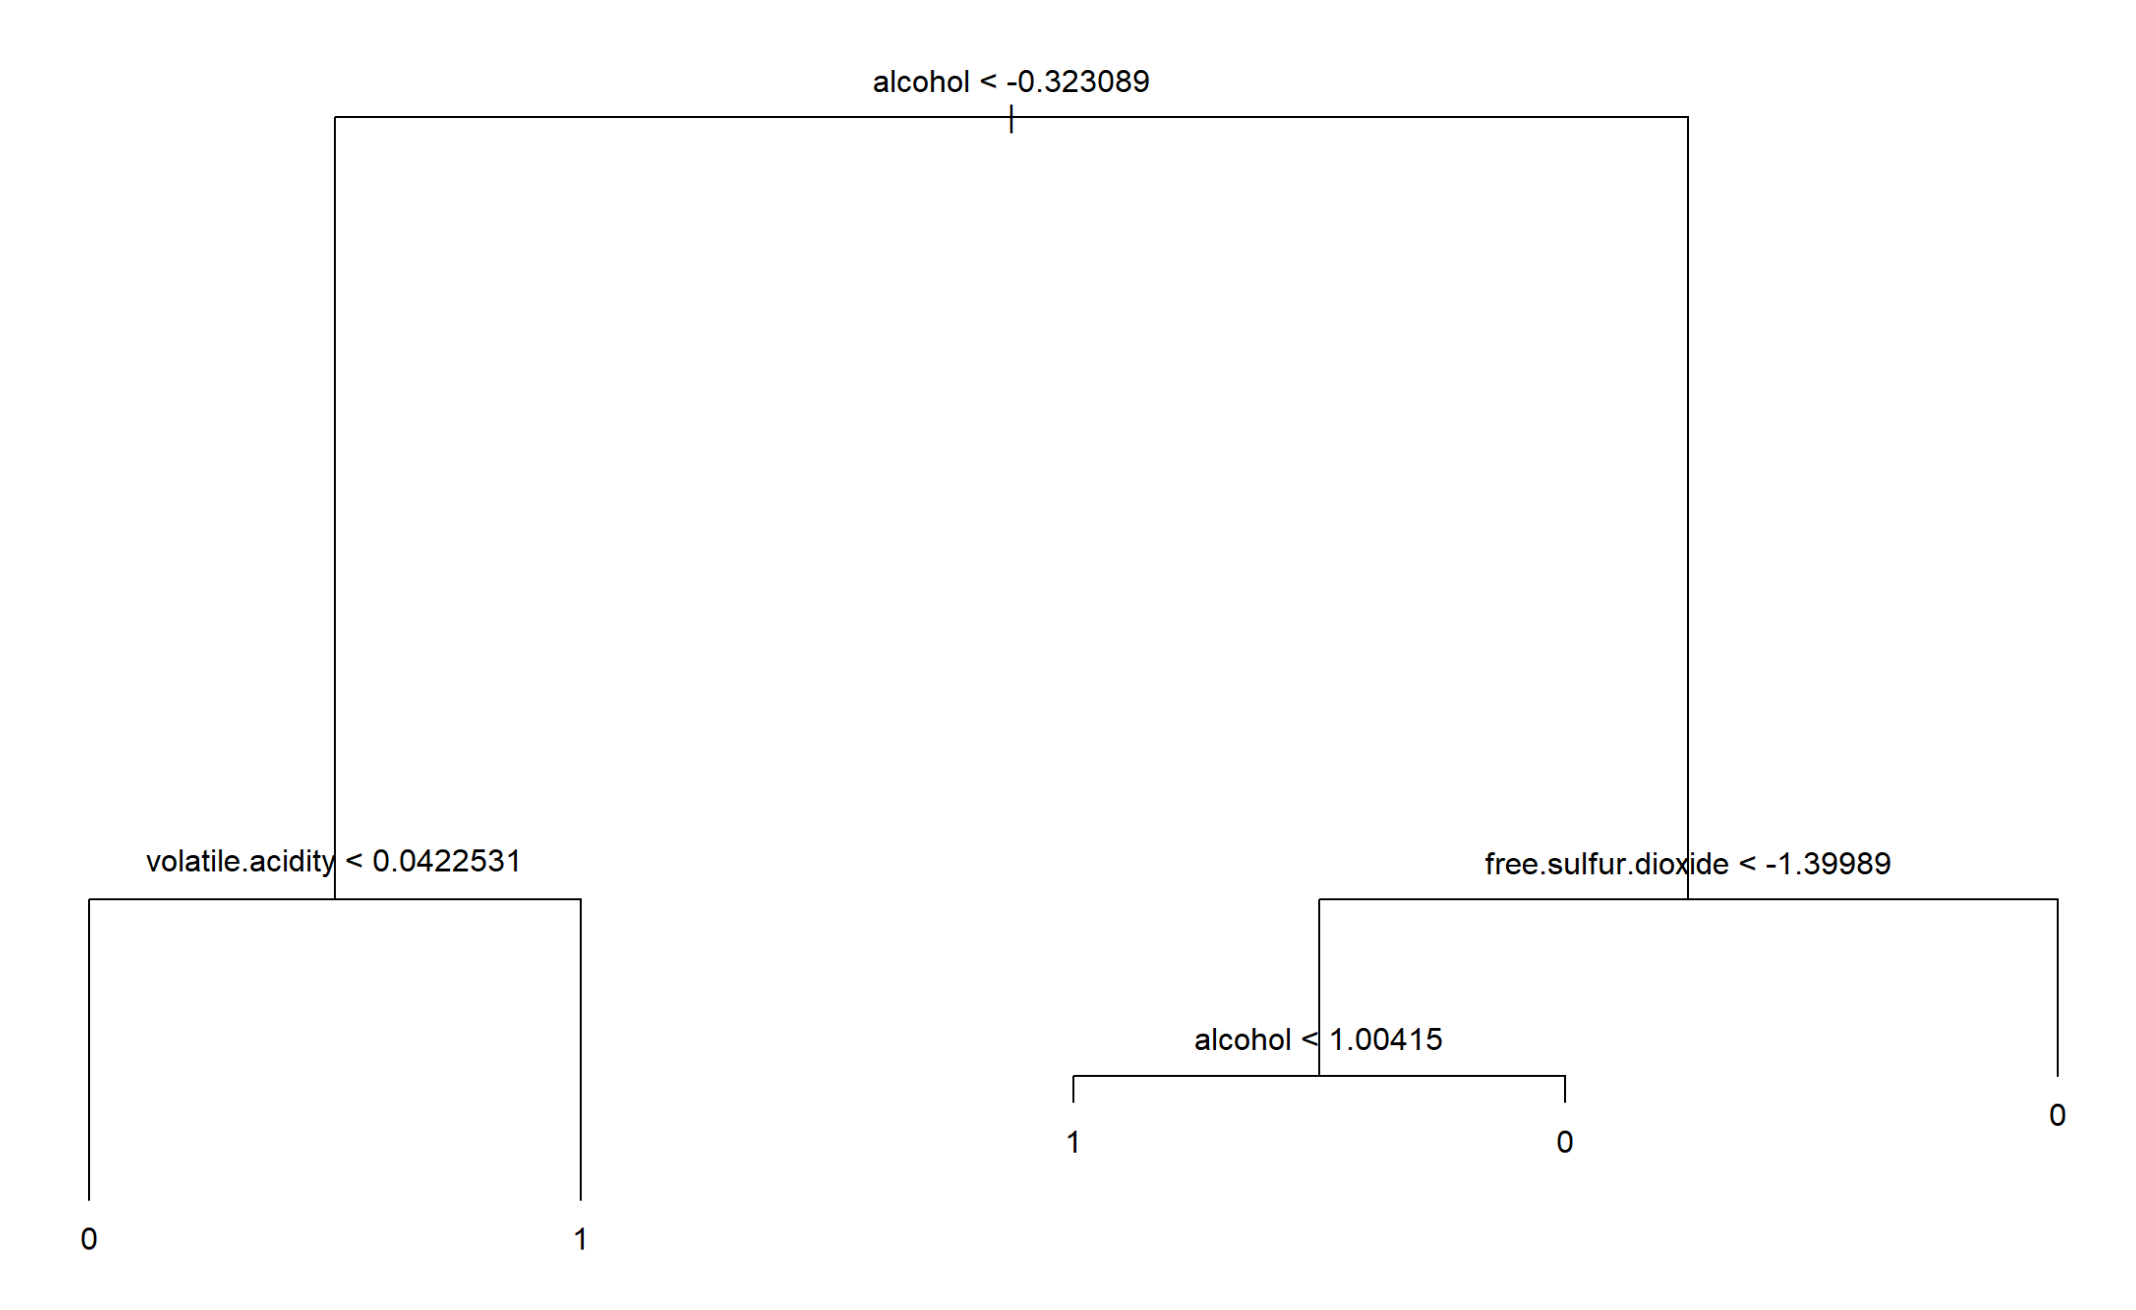 alcohol < -0.323089
volatile.acidity < 0.0422531
free.sulfur.dioxide < -1.39989
alcohol < 1.00415
0
1
0
0
1